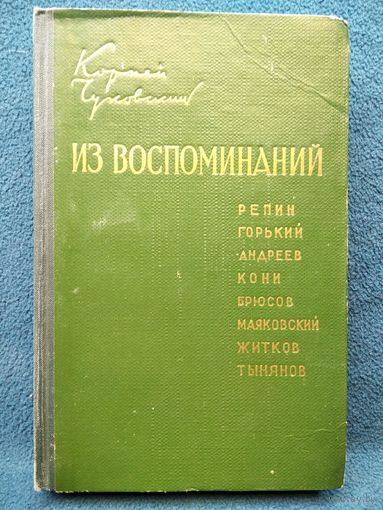 Корней
Чуковский
ИЗ ВОСПОМИНАНИЙ
РЕПИН
ГОРЬКИЙ
АНДРЕЕВ
КОНИ
БРЮСОВ
МАЯКОВСКИЙ
ЖИТКОВ
ТЫНЯНОВ